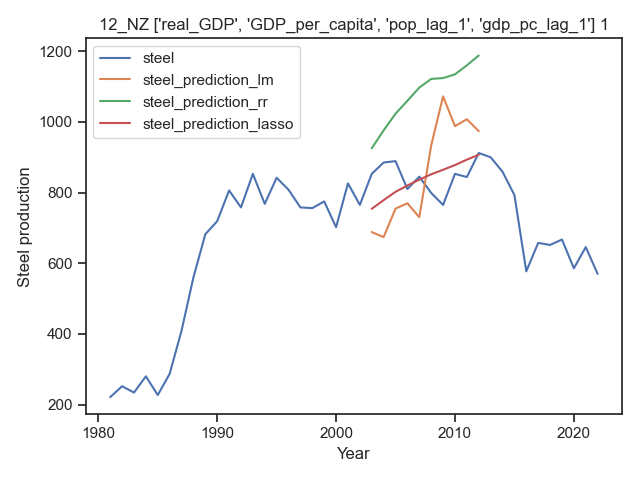 12_NZ ['real_GDP', 'GDP_per_capita', 'pop_lag_1', 'gdp_pc_lag_1'] 1
steel
steel_prediction_lm
steel_prediction_rr
steel_prediction_lasso
Steel production
1200
1000
800
600
400
200
1980
1990
2000
2010
2020
Year